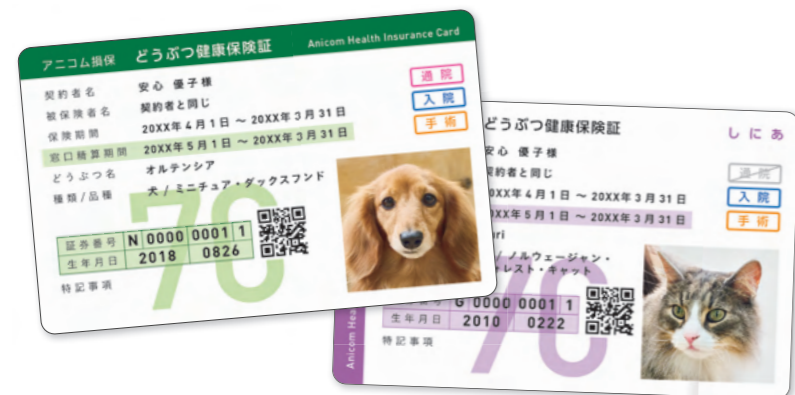 アニコム損保 どうぶつ健康保険証 Anicom Health Insurance Card
契約者名 安心 優子様
被保険者名 契約者と同じ
保険期間 20XX年4月1日 ~ 20XX年3月31日
窓口精算期間 20XX年5月1日 ~ 20XX年3月31日
どうぶつ名 オルテンシア
種類/品種 犬 / ミニチュア・ダックスフンド
通院
入院
手術
70
証券番号 N 0000 0001 1
生年月日 2018 0826
特記事項
どうぶつ健康保険証 しにあ
安心 優子様
契約者と同じ
20XX年4月1日 ~ 20XX年3月31日
20XX年5月1日 ~ 20XX年3月31日
/ ノルウェージャン・
レスト・キャット
通院
入院
手術
70
号 G 0000 0001 1
生年月日 2010 0222
特記事項
Anicom Hea